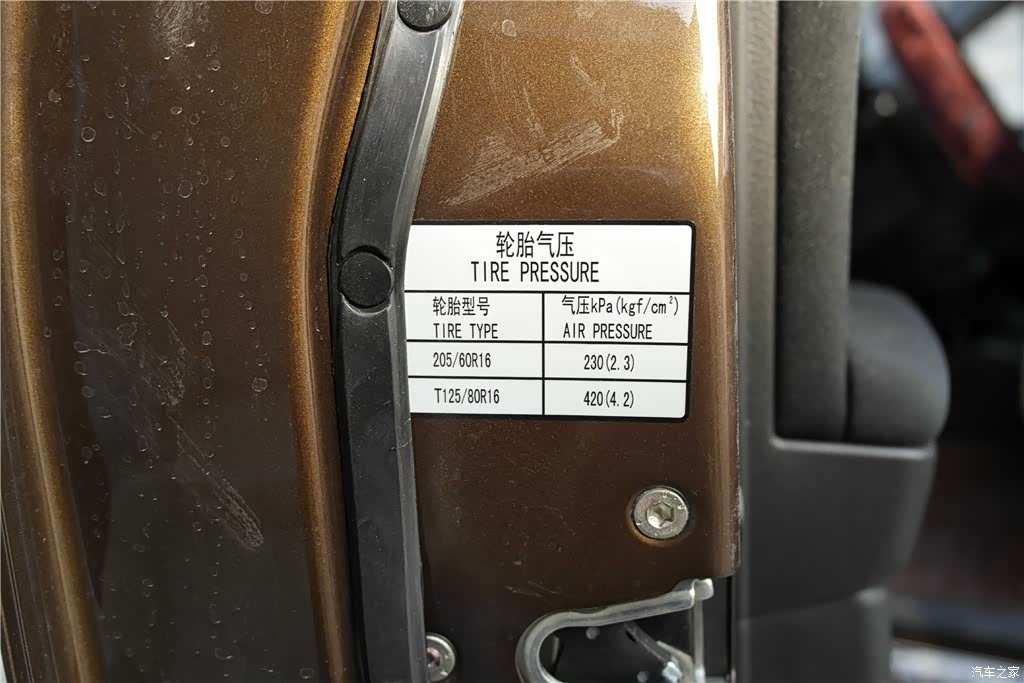 轮胎气压
TIRE PRESSURE
轮胎型号
TIRE TYPE
气压kPa(kgf/cm²)
AIR PRESSURE
205/60R16
230(2.3)
T125/80R16
420(4.2)
汽车之家